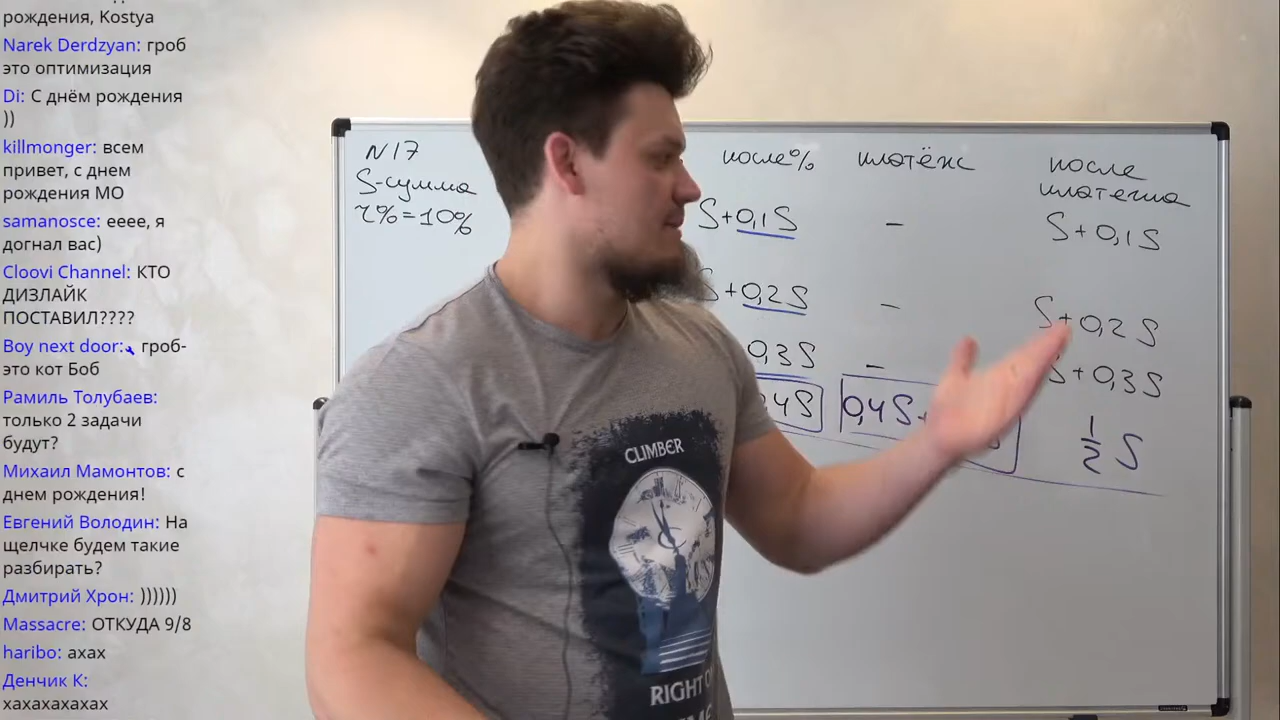 рождения, Kostya
Narek Derdzyan: гроб
это оптимизация
Di: С днём рождения
))
killmonger: всем
привет, с днем
рождения МО
samanosce: ееее, я
догнал вас)
Cloovi Channel: КТО
ДИЗЛАЙК
ПОСТАВИЛ????
Boy next door: гроб-
это кот Боб
Рамиль Толубаев:
только 2 задачи
будут?
Михаил Мамонтов: с
днем рождения!
Евгений Володин: На
щелчке будем такие
разбирать?
Дмитрий Хрон: ))))))
Massacre: ОТКУДА 9/8
haribo: ахах
Денчик К:
хахахахахах
N17
S-сумма
r%=10%
после%
платёж
после
платежа
S+0,1S
–
S+0,1S
S+0,2S
–
S+0,2S
0,3S
–
S+0,3S
0,4S
0,4S+
1/2 S
CLIMBER
RIGHT